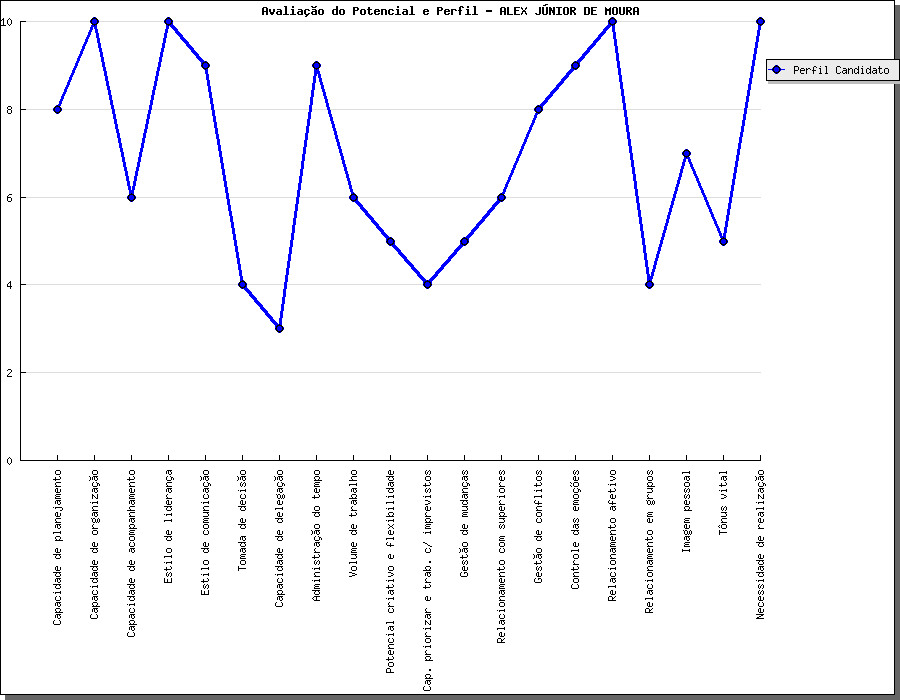 Avaliação do Potencial e Perfil - ALEX JÚNIOR DE MOURA
10
8
6
4
2
0
Perfil Candidato
Capacidade de planejamento
Capacidade de organização
Capacidade de acompanhamento
Estilo de liderança
Estilo de comunicação
Tomada de decisão
Capacidade de delegação
Administração do tempo
Volume de trabalho
Potencial criativo e flexibilidade
Cap. priorizar e trab. c/ imprevistos
Gestão de mudanças
Relacionamento com superiores
Gestão de conflitos
Controle das emoções
Relacionamento afetivo
Relacionamento em grupos
Imagem pessoal
Tônus vital
Necessidade de realização